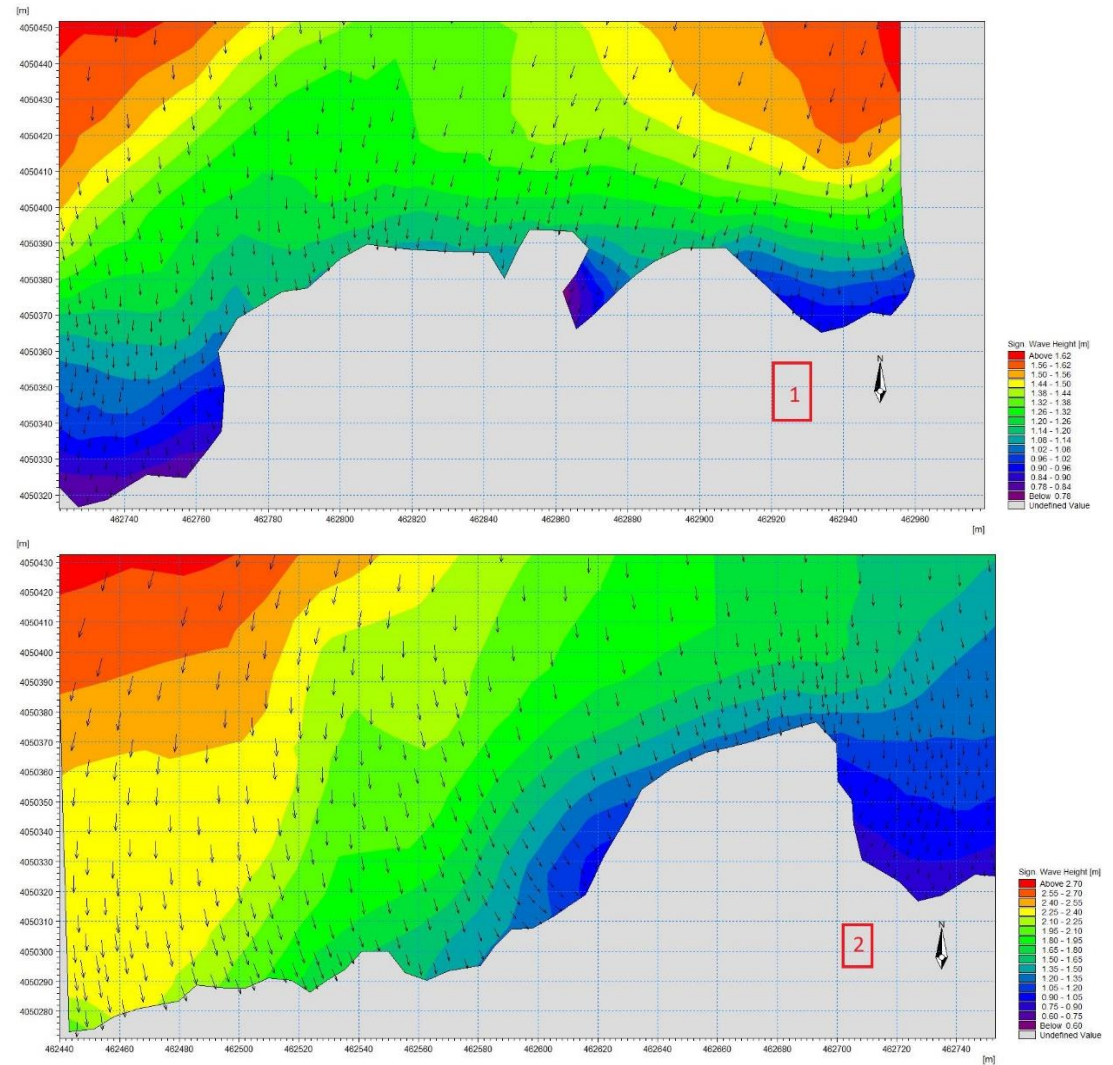 [m]
4050450
4050440
4050430
4050420
4050410
4050400
4050390
4050380
4050370
4050360
4050350
4050340
4050330
4050320
462740 462760 462780 462800 462820 462840 462860 462880 462900 462920 462940 462960
[m]
1
N
Sign. Wave Height [m]
Above 1.62
1.56 - 1.62
1.50 - 1.56
1.44 - 1.50
1.38 - 1.44
1.32 - 1.38
1.26 - 1.32
1.20 - 1.26
1.14 - 1.20
1.08 - 1.14
1.02 - 1.08
0.96 - 1.02
0.90 - 0.96
0.84 - 0.90
0.78 - 0.84
Below 0.78
Undefined Value
[m]
4050430
4050420
4050410
4050400
4050390
4050380
4050370
4050360
4050350
4050340
4050330
4050320
4050310
4050300
4050290
4050280
462440 462460 462480 462500 462520 462540 462560 462580 462600 462620 462640 462660 462680 462700 462720 462740
[m]
2
N
Sign. Wave Height [m]
Above 2.70
2.55 - 2.70
2.40 - 2.55
2.25 - 2.40
2.10 - 2.25
1.95 - 2.10
1.80 - 1.95
1.65 - 1.80
1.50 - 1.65
1.35 - 1.50
1.20 - 1.35
1.05 - 1.20
0.90 - 1.05
0.75 - 0.90
0.60 - 0.75
Below 0.60
Undefined Value